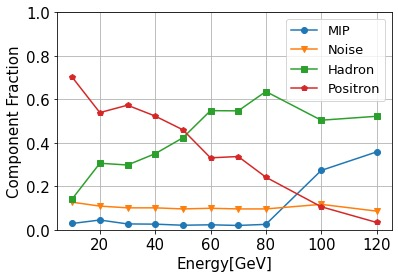 1.0
0.8
0.6
0.4
0.2
0.0
Component Fraction
MIP
Noise
Hadron
Positron
20 40 60 80 100 120
Energy[GeV]